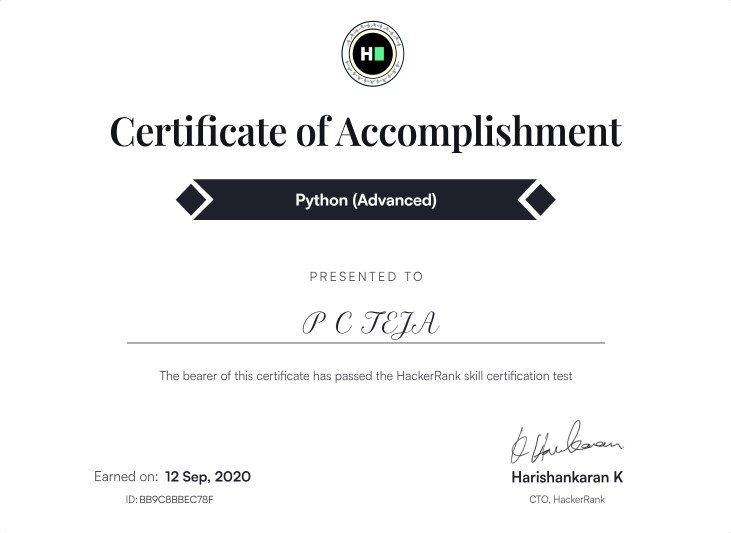 H
Certificate of Accomplishment
Python (Advanced)
PRESENTED TO
P C TEJA
The bearer of this certificate has passed the HackerRank skill certification test
Earned on: 12 Sep, 2020
ID: BB9C8BBEC78F
Harishankaran K
CTO, HackerRank